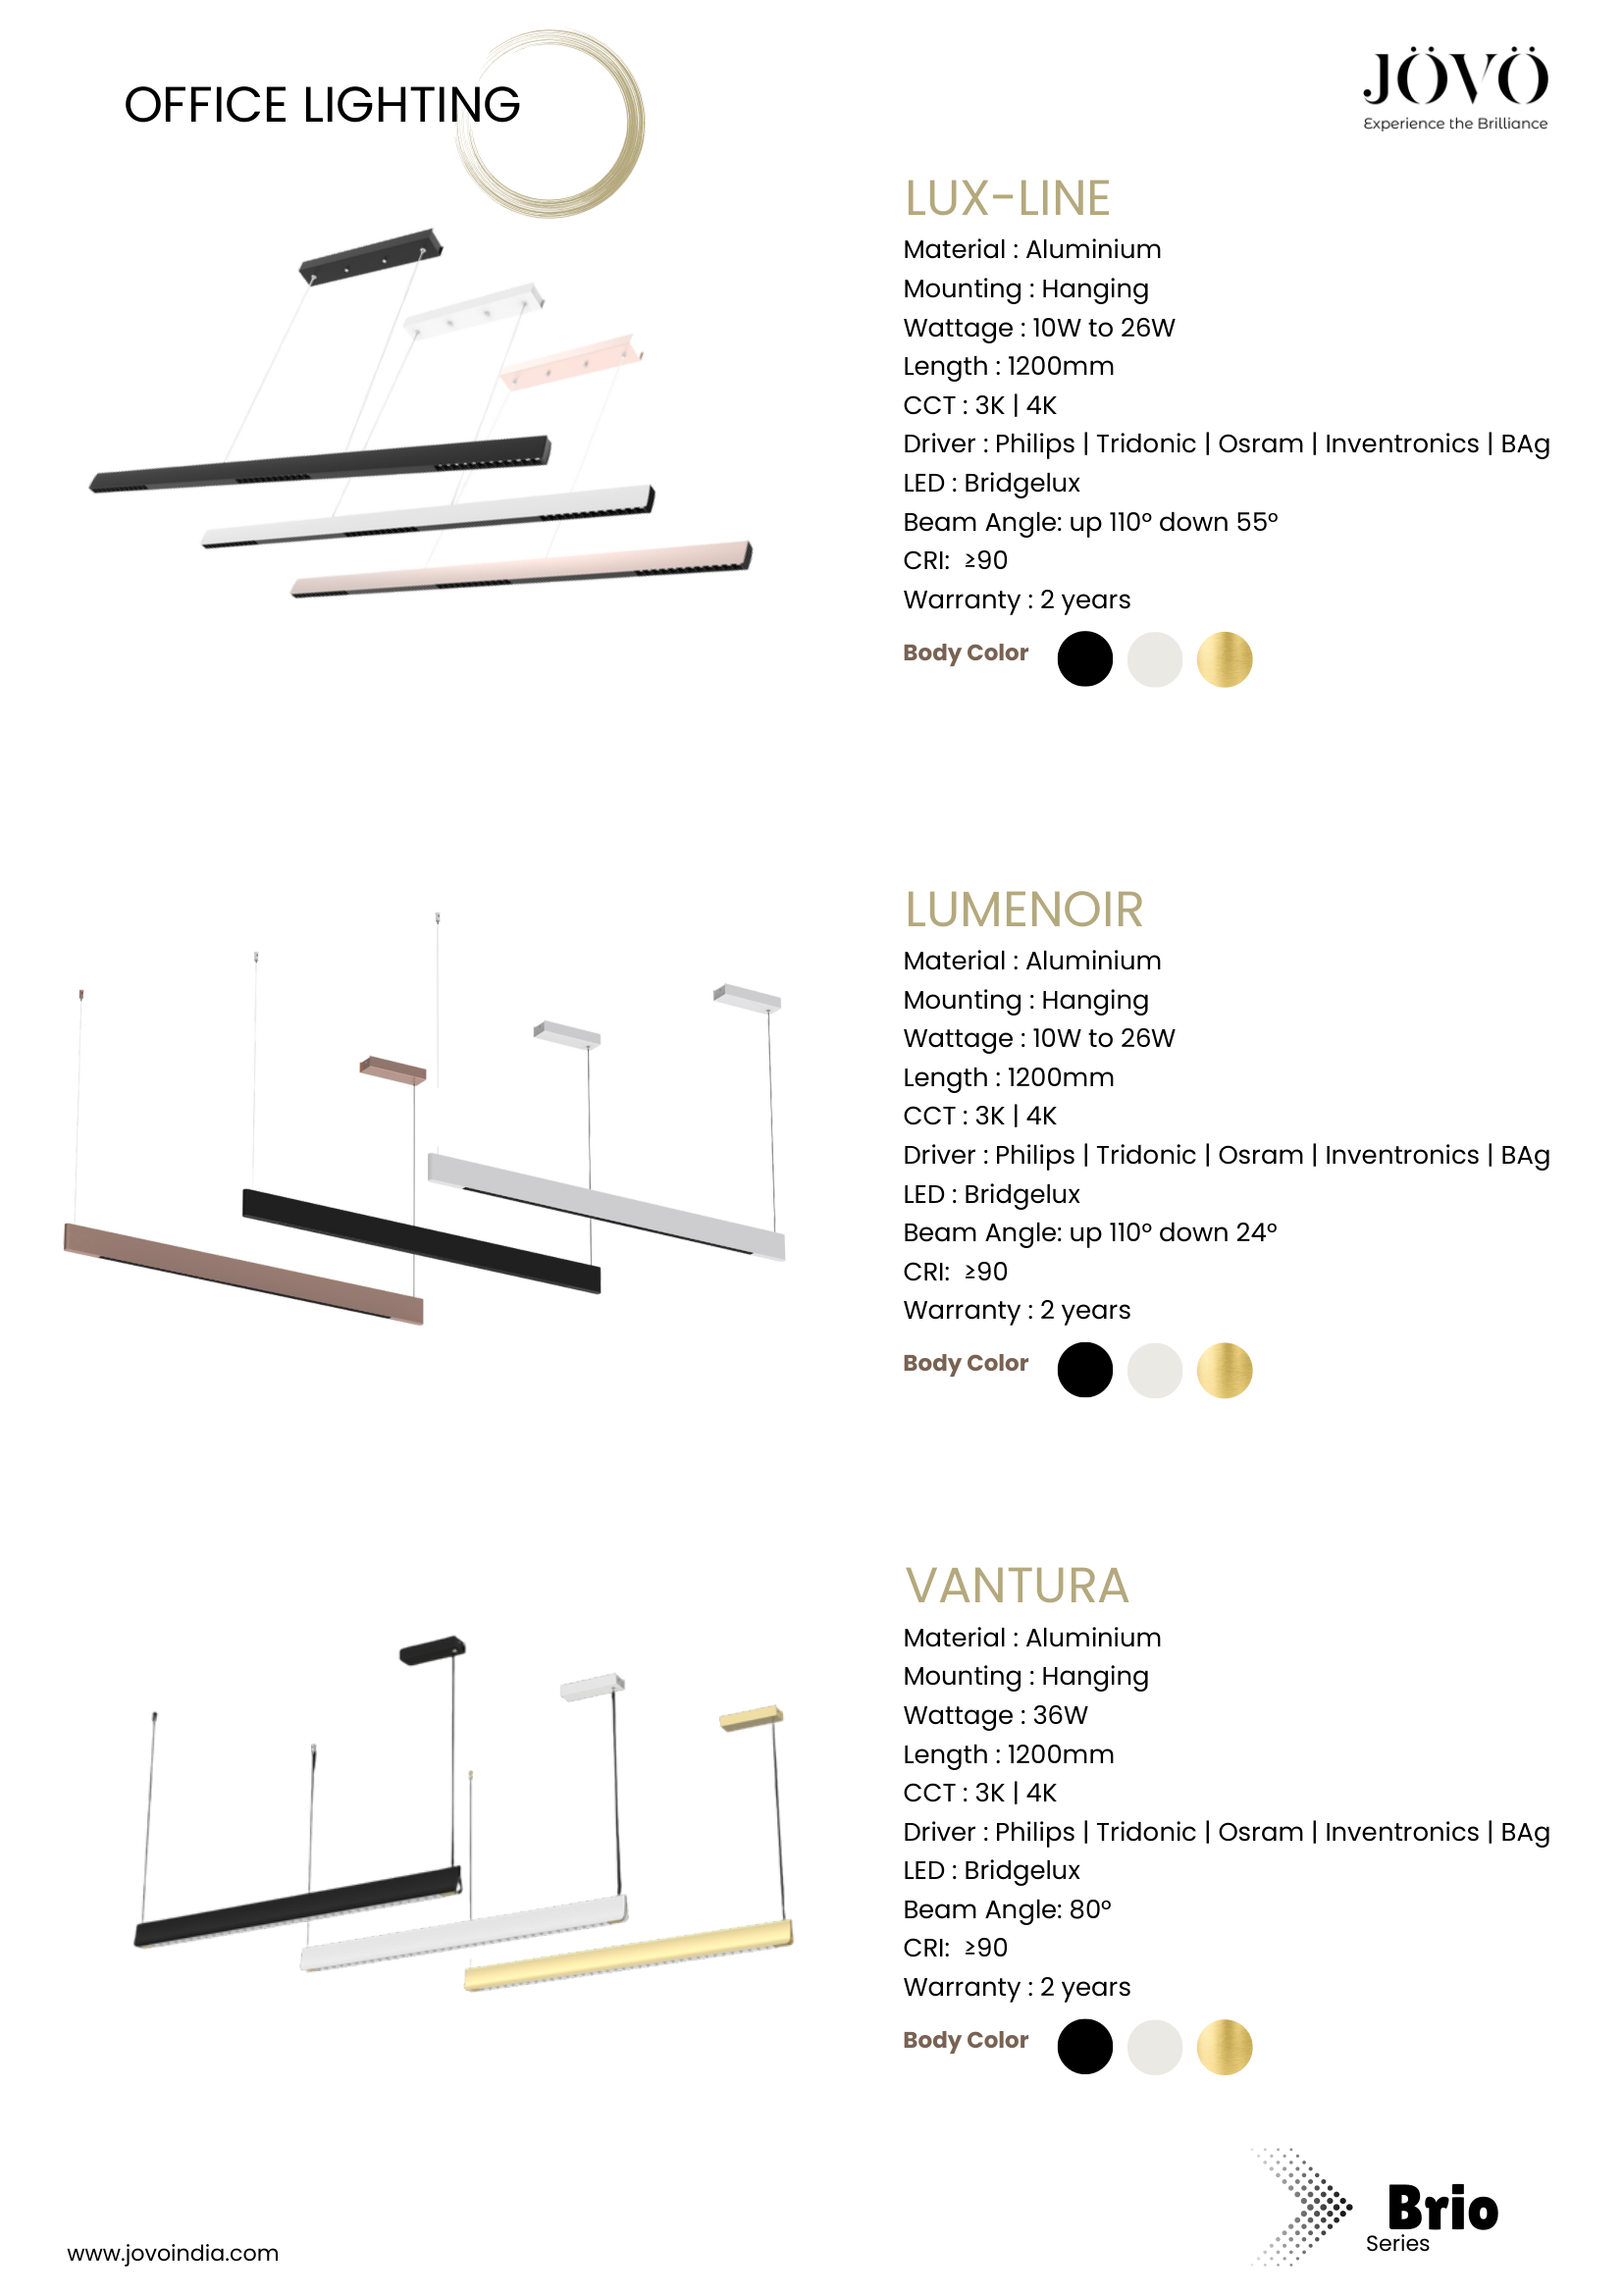 OFFICE LIGHTING
JÖVÖ
Experience the Brilliance
LUX-LINE
Material : Aluminium
Mounting : Hanging
Wattage : 10W to 26W
Length : 1200mm
CCT : 3K | 4K
Driver : Philips | Tridonic | Osram | Inventronics | BAg
LED : Bridgelux
Beam Angle: up 110° down 55°
CRI: ≥90
Warranty : 2 years
Body Color
LUMENOIR
Material : Aluminium
Mounting : Hanging
Wattage : 10W to 26W
Length : 1200mm
CCT : 3K | 4K
Driver : Philips | Tridonic | Osram | Inventronics | BAg
LED : Bridgelux
Beam Angle: up 110° down 24°
CRI: ≥90
Warranty : 2 years
Body Color
VANTURA
Material : Aluminium
Mounting : Hanging
Wattage : 36W
Length : 1200mm
CCT : 3K | 4K
Driver : Philips | Tridonic | Osram | Inventronics | BAg
LED : Bridgelux
Beam Angle: 80°
CRI: ≥90
Warranty : 2 years
Body Color
Brio
Series
www.jovoindia.com